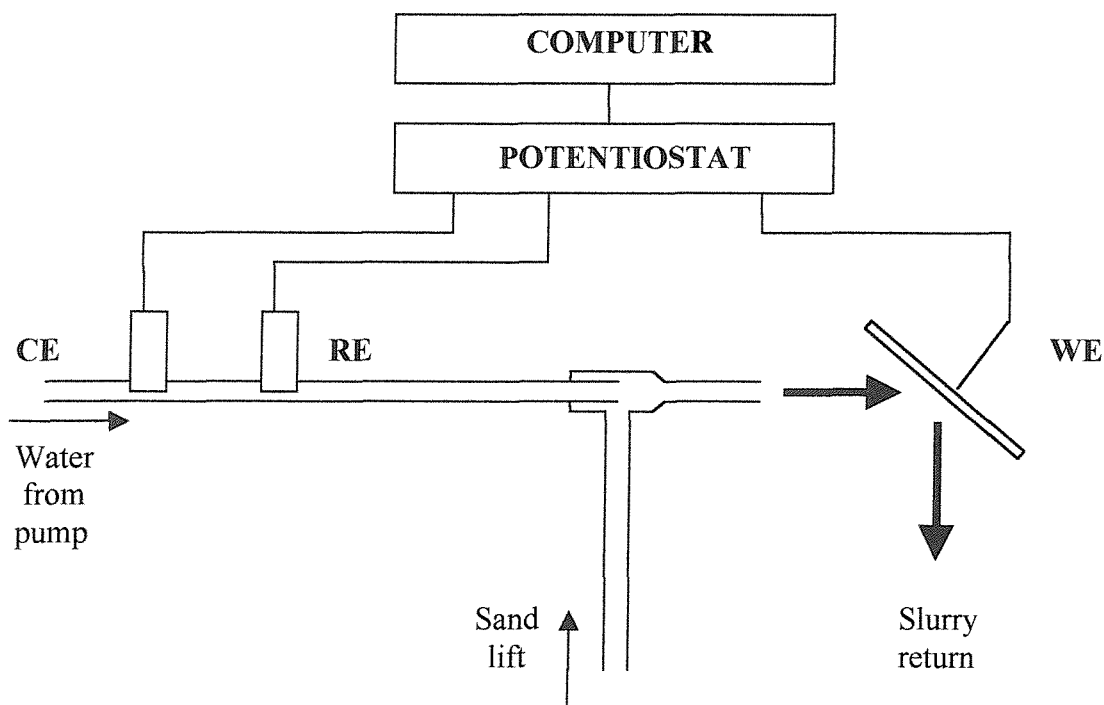 COMPUTER
POTENTIOSTAT
CE
RE
WE
Water
from
pump
Sand
lift
Slurry
return